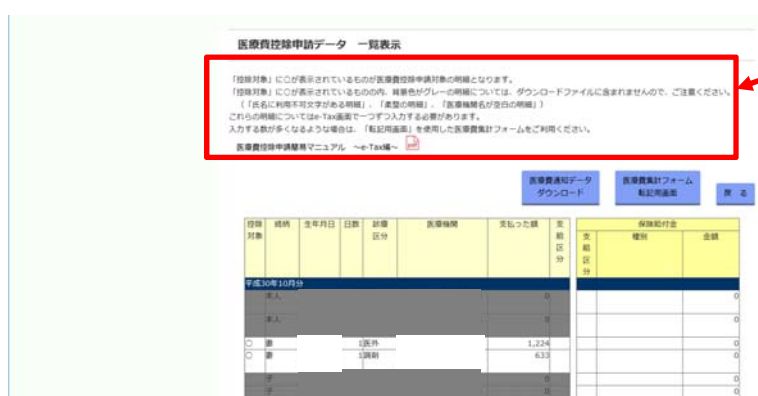 医療費控除申請データ 一覧表示
「控除対象」に○が表示されているものが医療費控除申請対象の明細となります。
「控除対象」に○が表示されているものの内、背景色がグレーの明細については、ダウンロードファイルに含まれませんので、ご注意ください。
(「氏名に利用不可文字がある明細」、「柔整の明細」、「医療機関名が空白の明細」)
これらの明細についてはe-Tax画面で一つずつ入力する必要があります。
入力する数が多くなるような場合は、「転記用画面」を使用した医療費集計フォームをご利用ください。
医療費控除申請簡易マニュアル ～e-Tax編～
医療費通知データ
ダウンロード
医療費集計フォーム
転記用画面
戻 る
控除対象 続柄 生年月日 日数 診療区分 医療機関 支払った額 支給区分 保険給付金
支給区分 種別 金額
平成30年10月分
本人 0 0
本人 0 0
○ 妻 1 医外 1,224 0
○ 妻 1 調剤 633 0
子 0 0
子 0 0